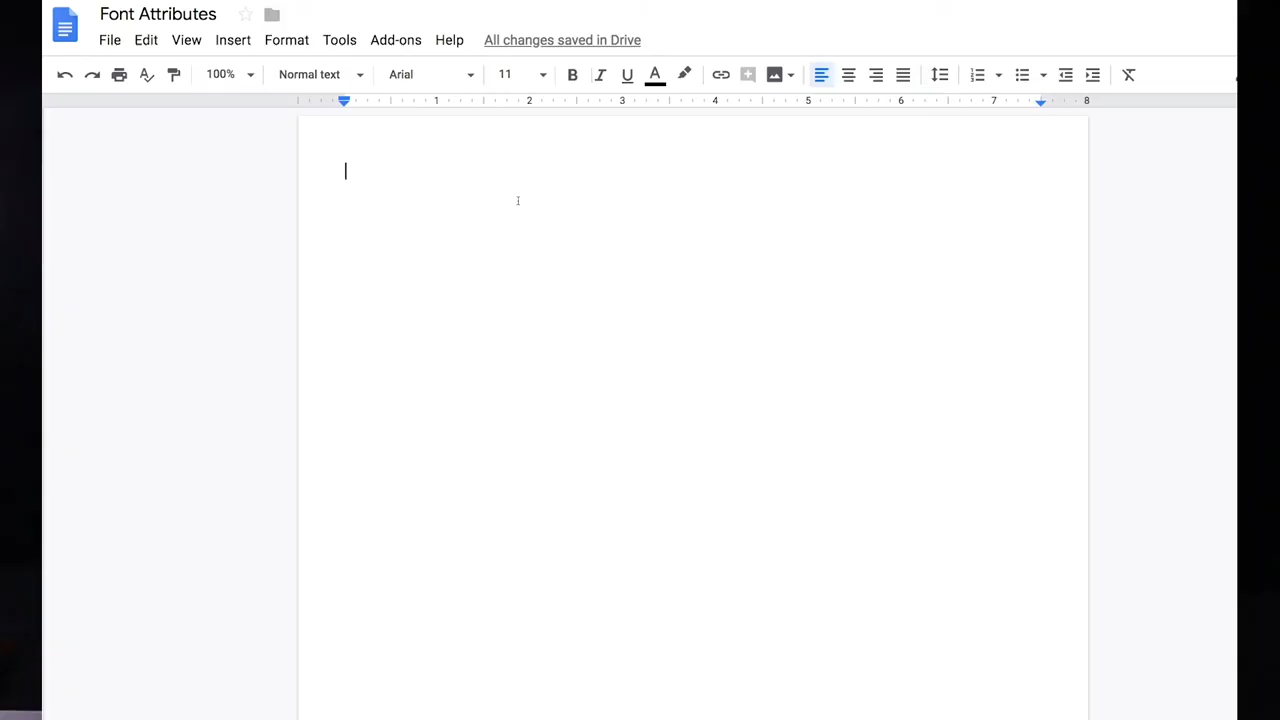 Font Attributes
File Edit View Insert Format Tools Add-ons Help All changes saved in Drive
100% Normal text Arial 11 B I U A
1 2 3 4 5 6 7 8